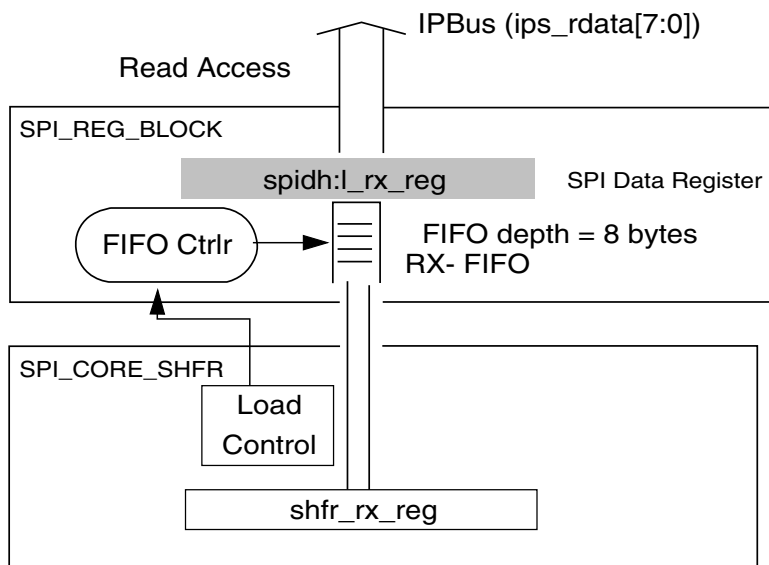 IPBus (ips_rdata[7:0])
Read Access
SPI_REG_BLOCK
spidh:l_rx_reg
SPI Data Register
FIFO Ctrlr
FIFO depth = 8 bytes
RX- FIFO
SPI_CORE_SHFR
Load
Control
shfr_rx_reg